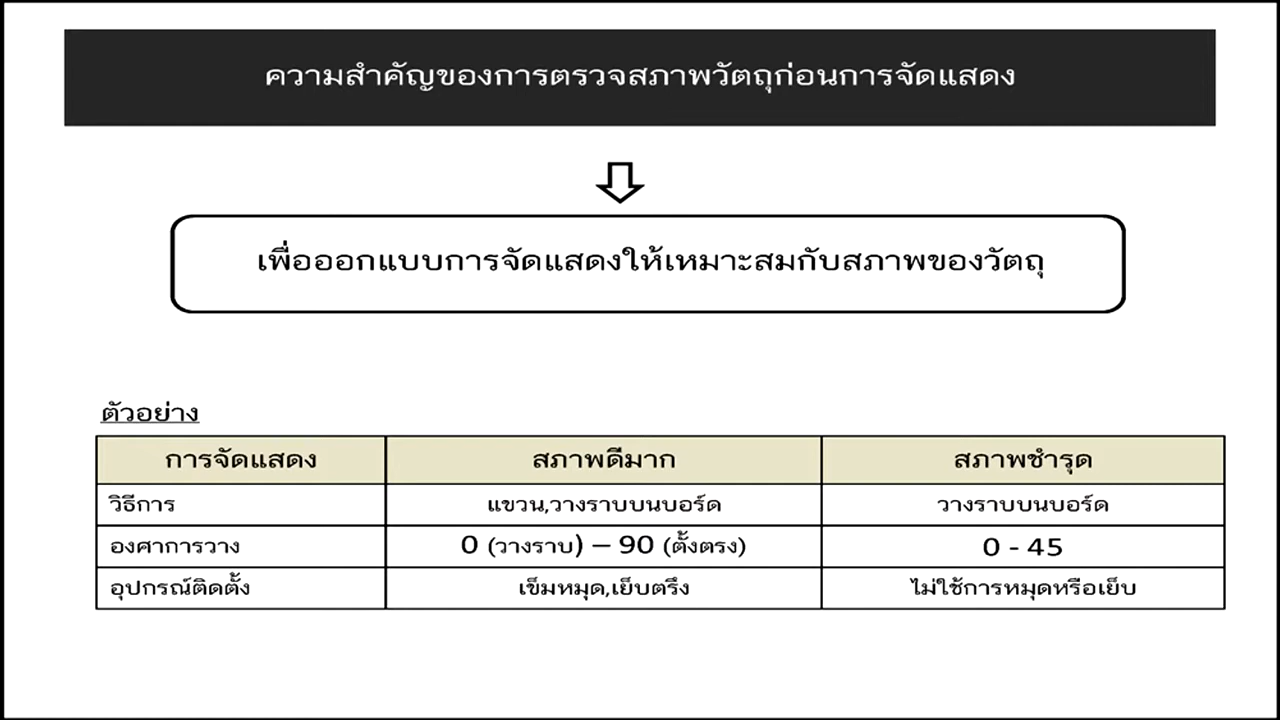 ความสำคัญของการตรวจสภาพวัตถุก่อนการจัดแสดง
เพื่อออกแบบการจัดแสดงให้เหมาะสมกับสภาพของวัตถุ
ตัวอย่าง
การจัดแสดง สภาพดีมาก สภาพชำรุด
วิธีการ แขวน,วางราบบนบอร์ด วางราบบนบอร์ด
องศาการวาง 0 (วางราบ) – 90 (ตั้งตรง) 0 - 45
อุปกรณ์ติดตั้ง เข็มหมุด,เย็บตรึง ไม่ใช้การหมุดหรือเย็บ